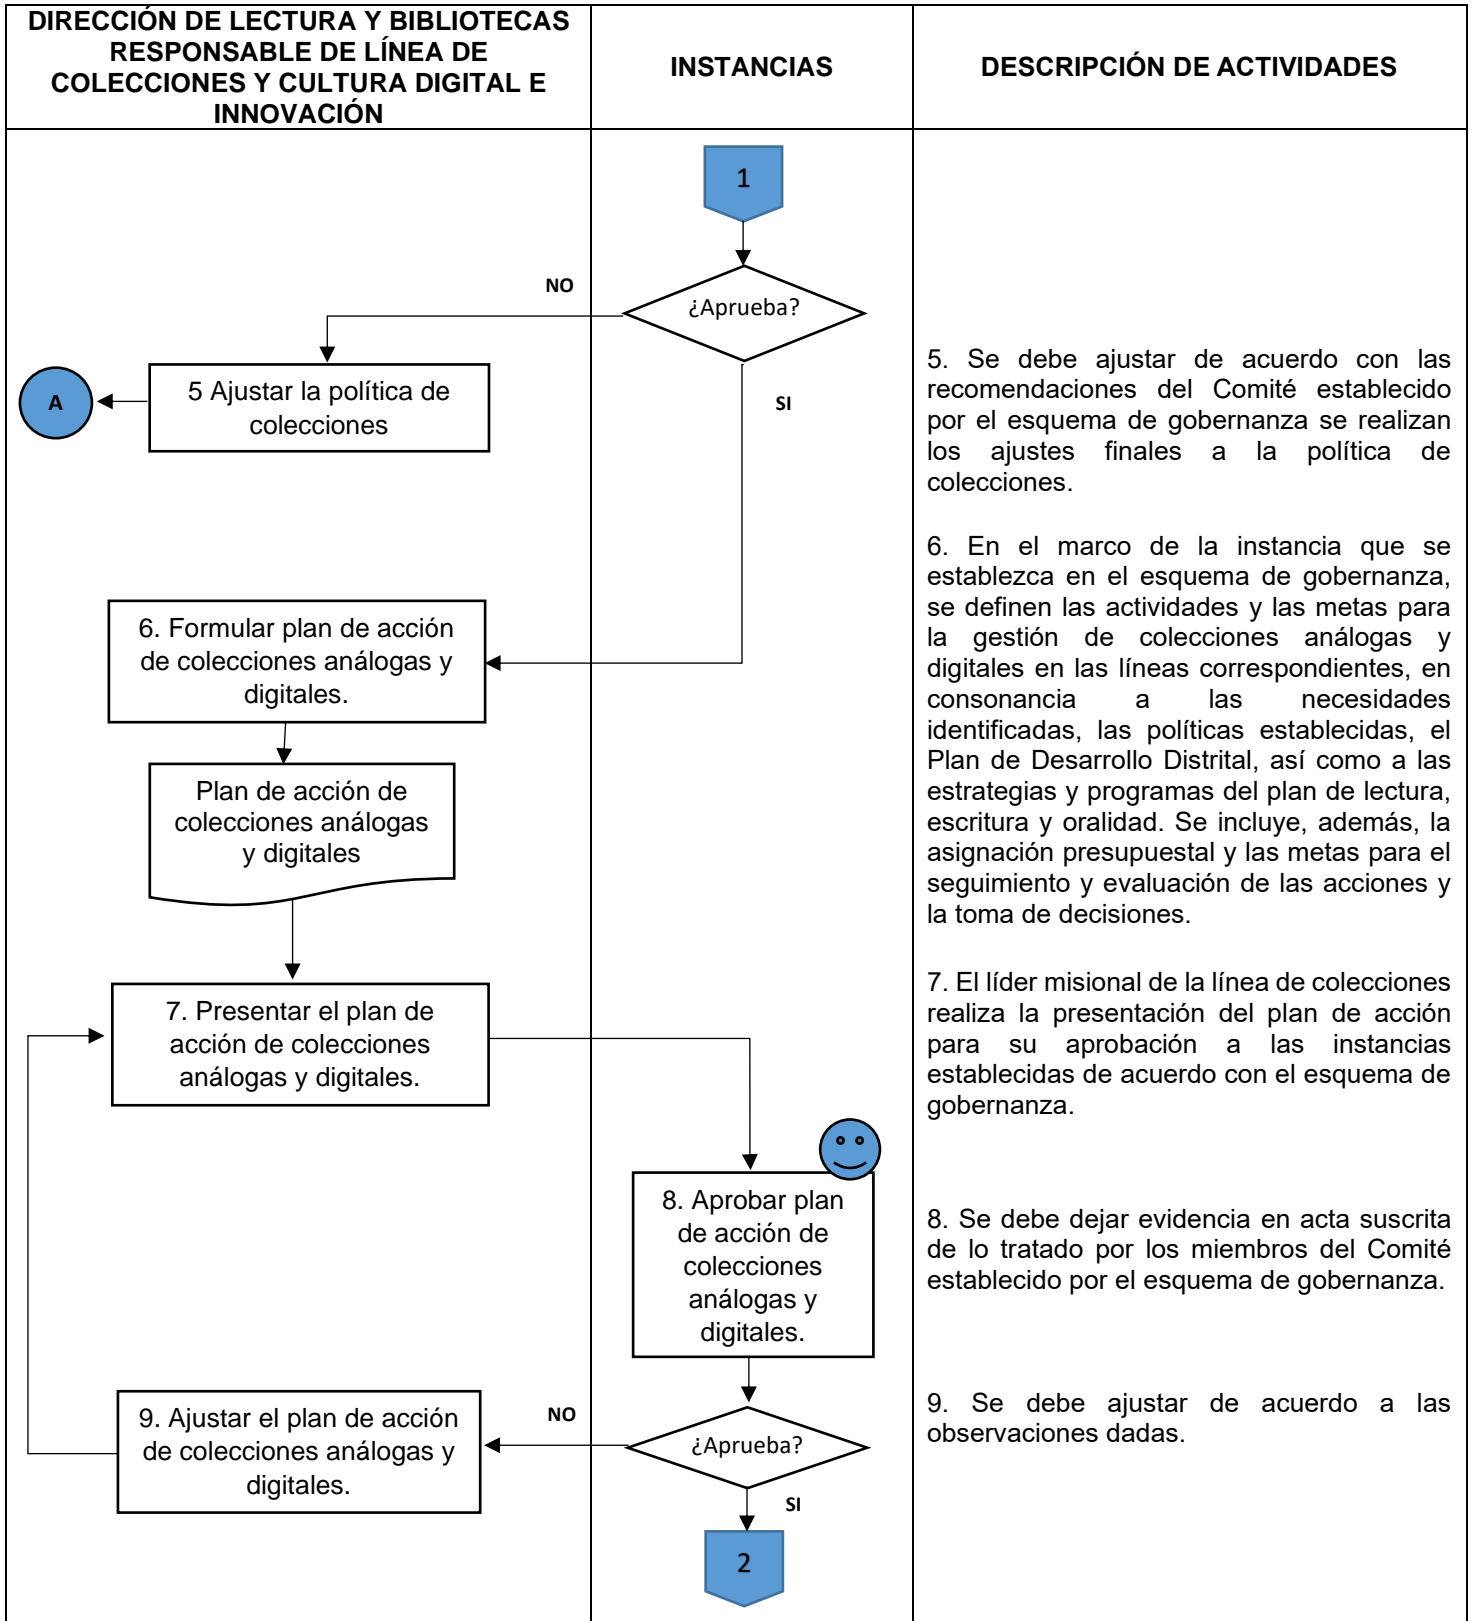 DIRECCIÓN DE LECTURA Y BIBLIOTECAS
RESPONSABLE DE LÍNEA DE
COLECCIONES Y CULTURA DIGITAL E
INNOVACIÓN
INSTANCIAS
DESCRIPCIÓN DE ACTIVIDADES
1
¿Aprueba?
NO
SI
5 Ajustar la política de
colecciones
A
6. Formular plan de acción
de colecciones análogas y
digitales.
Plan de acción de
colecciones análogas
y digitales
7. Presentar el plan de
acción de colecciones
análogas y digitales.
8. Aprobar plan
de acción de
colecciones
análogas y
digitales.
¿Aprueba?
NO
SI
9. Ajustar el plan de acción
de colecciones análogas y
digitales.
2
5. Se debe ajustar de acuerdo con las
recomendaciones del Comité establecido
por el esquema de gobernanza se realizan
los ajustes finales a la política de
colecciones.
6. En el marco de la instancia que se
establezca en el esquema de gobernanza,
se definen las actividades y las metas para
la gestión de colecciones análogas y
digitales en las líneas correspondientes, en
consonancia a las necesidades
identificadas, las políticas establecidas, el
Plan de Desarrollo Distrital, así como a las
estrategias y programas del plan de lectura,
escritura y oralidad. Se incluye, además, la
asignación presupuestal y las metas para el
seguimiento y evaluación de las acciones y
la toma de decisiones.
7. El líder misional de la línea de colecciones
realiza la presentación del plan de acción
para su aprobación a las instancias
establecidas de acuerdo con el esquema de
gobernanza.
8. Se debe dejar evidencia en acta suscrita
de lo tratado por los miembros del Comité
establecido por el esquema de gobernanza.
9. Se debe ajustar de acuerdo a las
observaciones dadas.